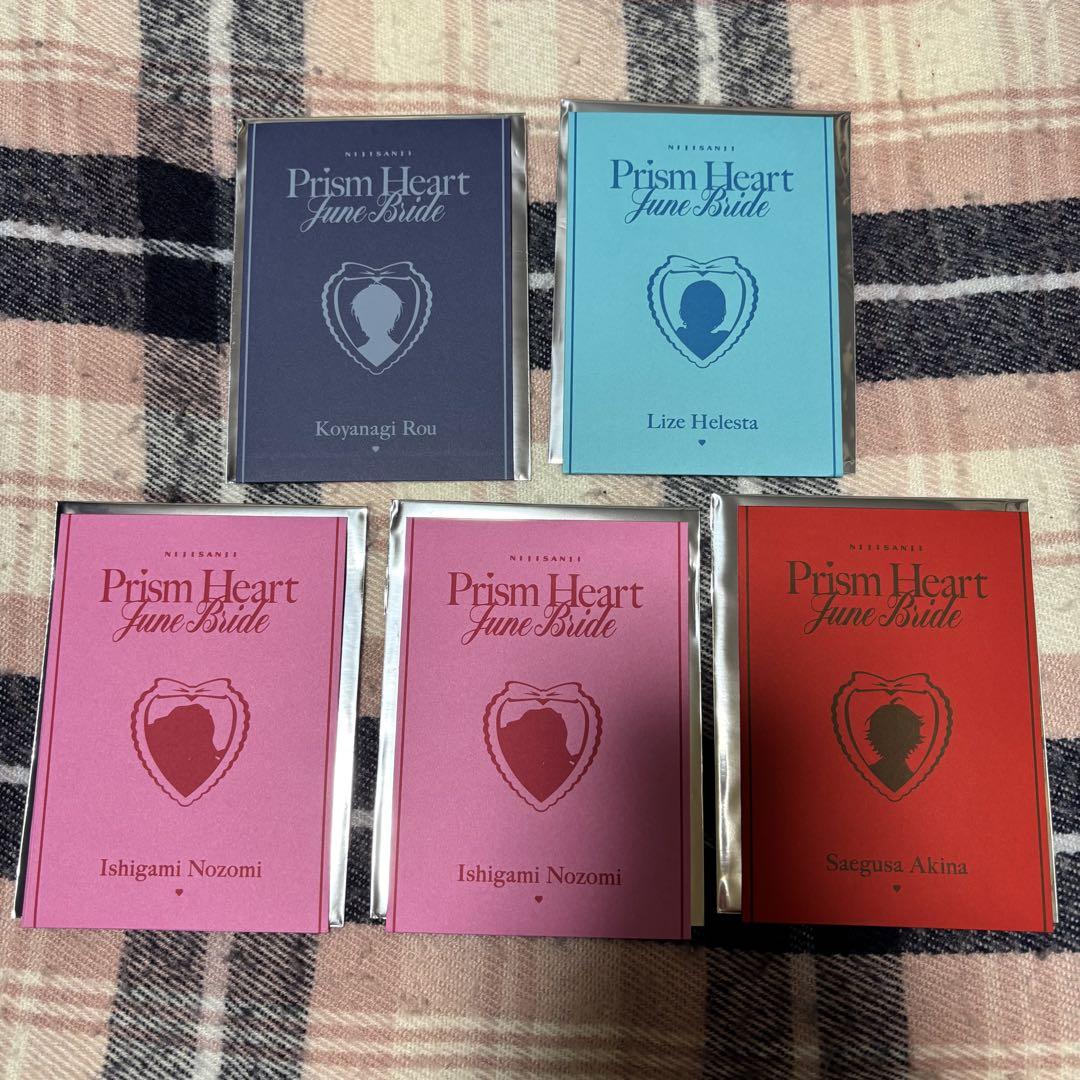 NIJISANJI
Prism Heart
June Bride
Koyanagi Rou
NIJISANJI
Prism Heart
June Bride
Lize Helesta
NIJISANJI
Prism Heart
June Bride
Ishigami Nozomi
NIJISANJI
Prism Heart
June Bride
Ishigami Nozomi
NIJISANJI
Prism Heart
June Bride
Saegusa Akina